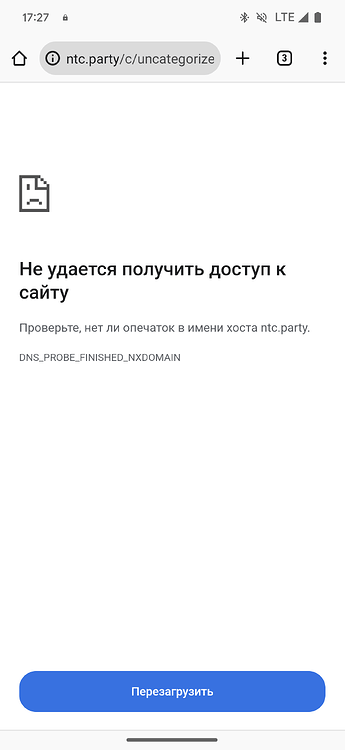 17:27
LTE
ntc.party/c/uncategorize
3
Не удается получить доступ к
сайту
Проверьте, нет ли опечаток в имени хоста ntc.party.
DNS_PROBE_FINISHED_NXDOMAIN
Перезагрузить